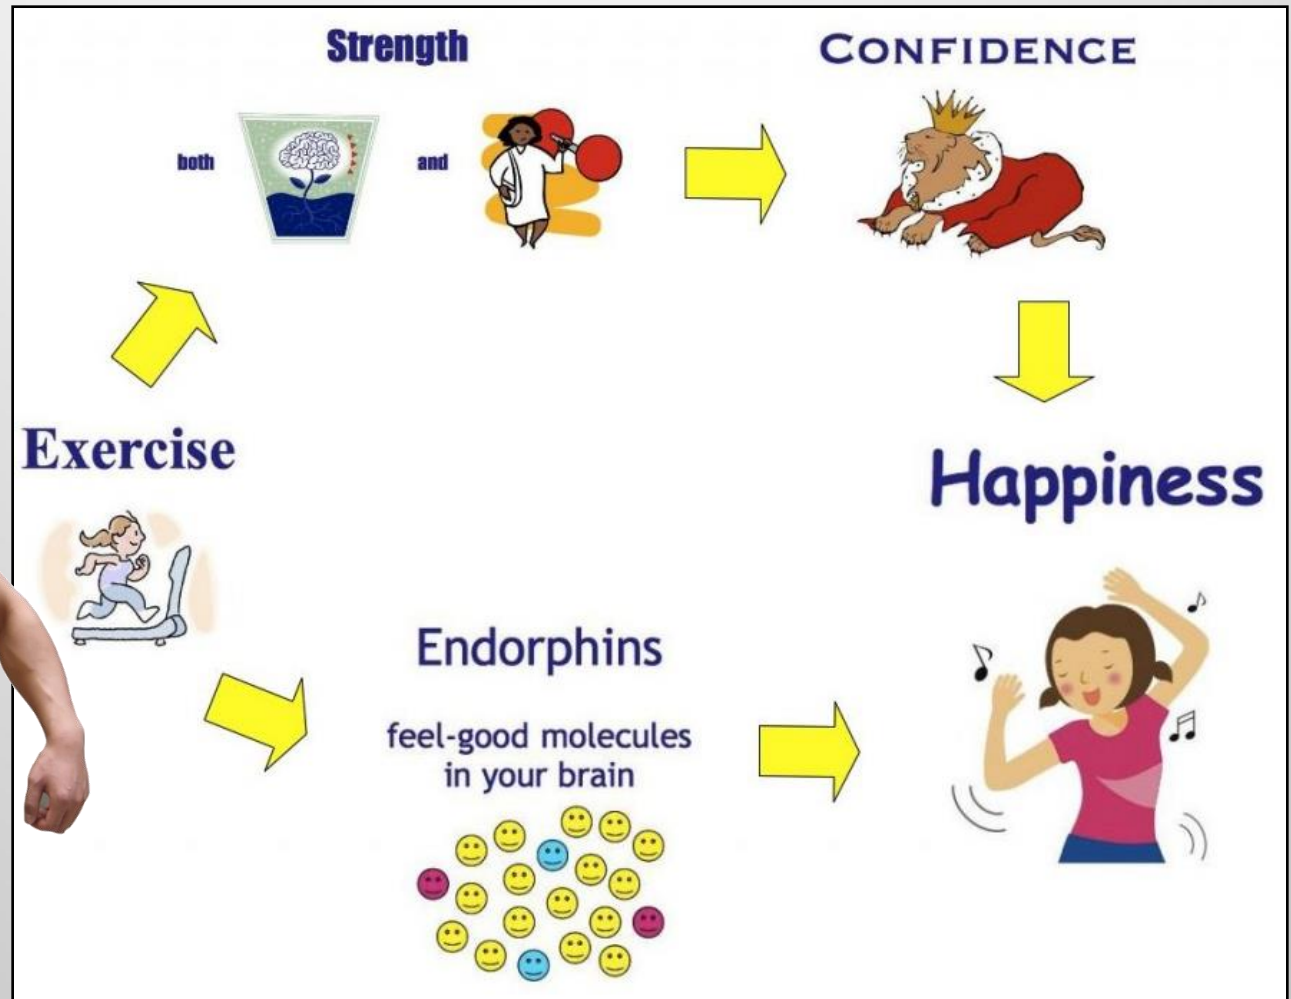 Strength
CONFIDENCE
both
and
Exercise
Happiness
Endorphins
feel-good molecules
in your brain